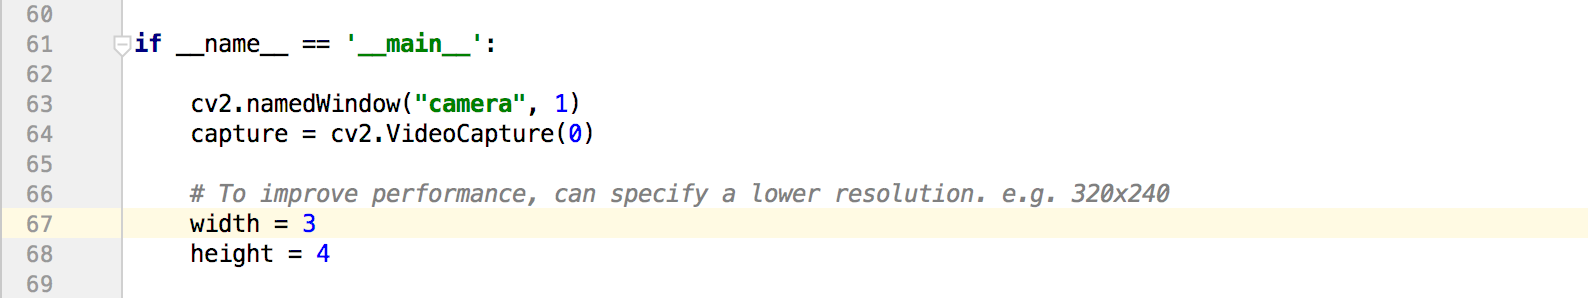 60
61 if __name__ == '__main__':
62
63 cv2.namedWindow("camera", 1)
64 capture = cv2.VideoCapture(0)
65
66 # To improve performance, can specify a lower resolution. e.g. 320x240
67 width = 3
68 height = 4
69